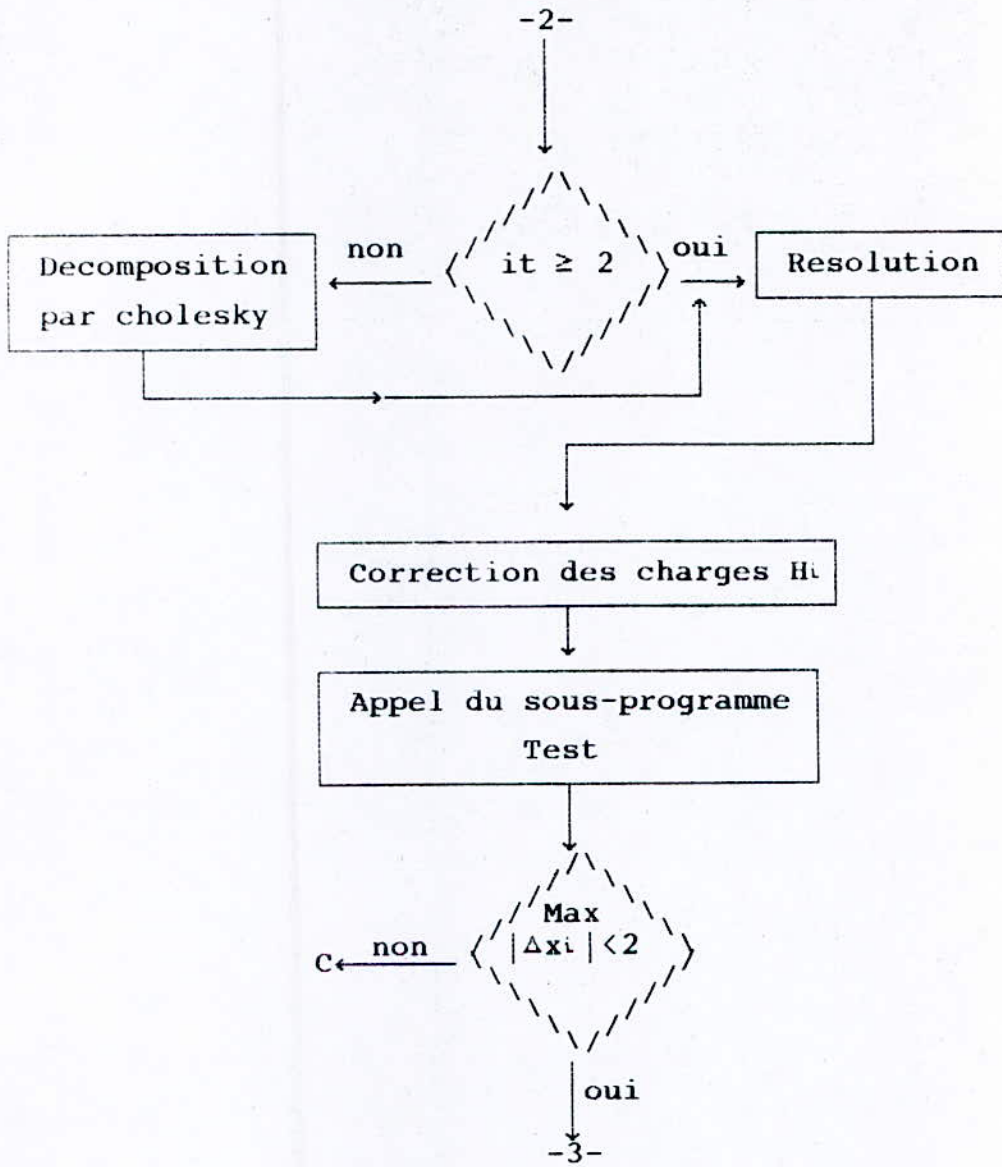 -2-
it ≥ 2
non
oui
Decomposition
par cholesky
Resolution
Correction des charges Hi
Appel du sous-programme
Test
Max
|Δxi|<2
non
C
oui
-3-